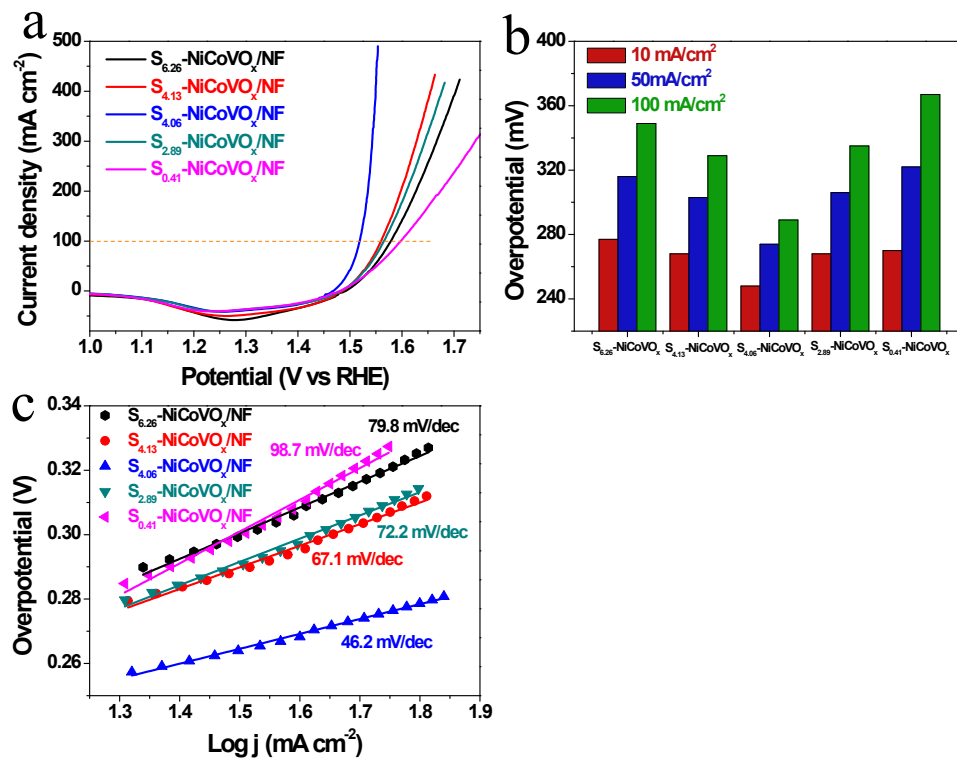 a
500
400
300
200
100
0
Current density (mA cm⁻²)
S₆.₂₆-NiCoVOₓ/NF
S₄.₁₃-NiCoVOₓ/NF
S₄.₀₆-NiCoVOₓ/NF
S₂.₈₉-NiCoVOₓ/NF
S₀.₄₁-NiCoVOₓ/NF
1.0 1.1 1.2 1.3 1.4 1.5 1.6 1.7
Potential (V vs RHE)
b
400
360
320
280
240
Overpotential (mV)
10 mA/cm²
50mA/cm²
100 mA/cm²
S₆.₂₆-NiCoVOₓ S₄.₁₃-NiCoVOₓ S₄.₀₆-NiCoVOₓ S₂.₈₉-NiCoVOₓ S₀.₄₁-NiCoVOₓ
c
0.34
0.32
0.30
0.28
0.26
Overpotential (V)
S₆.₂₆-NiCoVOₓ/NF
S₄.₁₃-NiCoVOₓ/NF
S₄.₀₆-NiCoVOₓ/NF
S₂.₈₉-NiCoVOₓ/NF
S₀.₄₁-NiCoVOₓ/NF
79.8 mV/dec
98.7 mV/dec
72.2 mV/dec
67.1 mV/dec
46.2 mV/dec
1.3 1.4 1.5 1.6 1.7 1.8 1.9
Log j (mA cm⁻²)